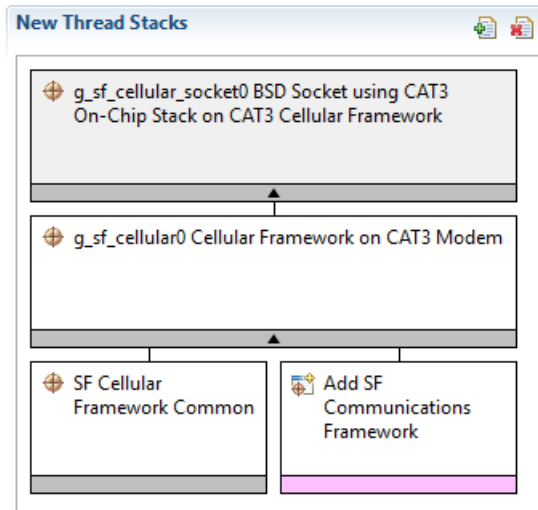 New Thread Stacks
g_sf_cellular_socket0 BSD Socket using CAT3
On-Chip Stack on CAT3 Cellular Framework
g_sf_cellular0 Cellular Framework on CAT3 Modem
SF Cellular
Framework Common
Add SF
Communications
Framework